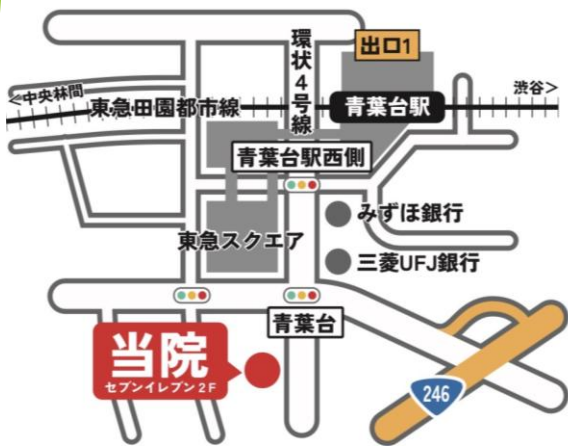 環状4号線
出口1
<中央林間
東急田園都市線
青葉台駅
渋谷>
青葉台駅西側
みずほ銀行
東急スクエア
三菱UFJ銀行
青葉台
当院
セブンイレブン2F
246